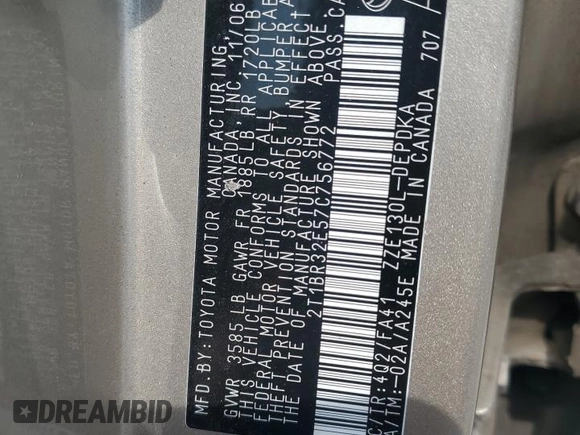 MFD. BY: TOYOTA MOTOR MANUFACTURING,
CANADA, INC. 11/06
GVWR 3585LB GAWR FR 1885LB, RR 1720LB
THIS VEHICLE CONFORMS TO ALL APPLICABLE
FEDERAL MOTOR VEHICLE SAFETY, BUMPER,
THEFT PREVENTION STANDARDS IN EFFECT
THE DATE OF MANUFACTURE SHOWN ABOVE
2T1BR32E57C756772 PASS. CA
C/TR: 4Q2/FA41 ZZE130L-DEPDKA
A/TM: -02A/A245E MADE IN CANADA 707
DREAMBID